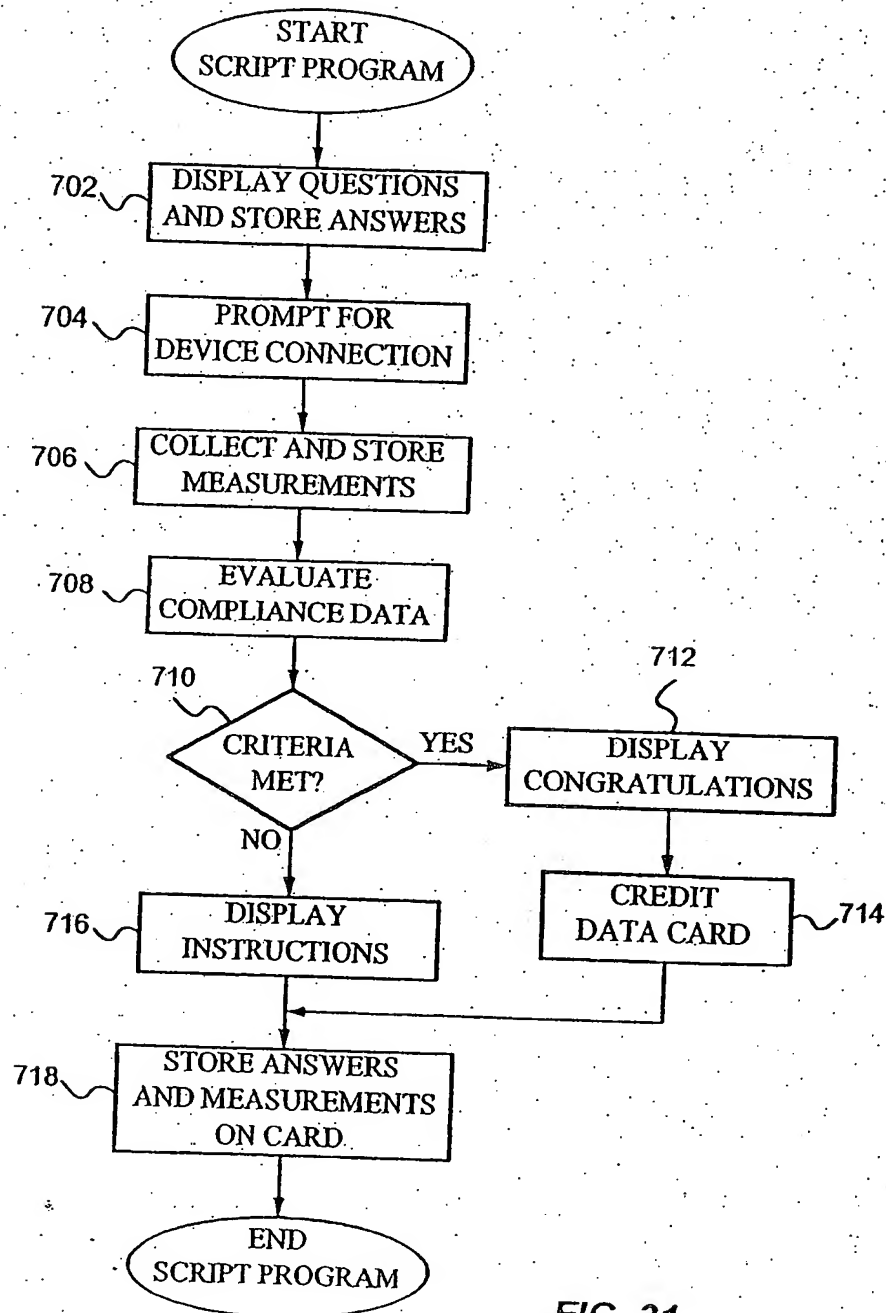 START
SCRIPT PROGRAM
702
DISPLAY QUESTIONS
AND STORE ANSWERS
704
PROMPT FOR
DEVICE CONNECTION
706
COLLECT AND STORE
MEASUREMENTS
708
EVALUATE
COMPLIANCE DATA
710
CRITERIA
MET?
YES
712
DISPLAY
CONGRATULATIONS
NO
716
DISPLAY
INSTRUCTIONS
CREDIT
DATA CARD
714
718
STORE ANSWERS
AND MEASUREMENTS
ON CARD
END
SCRIPT PROGRAM
FIG. 31